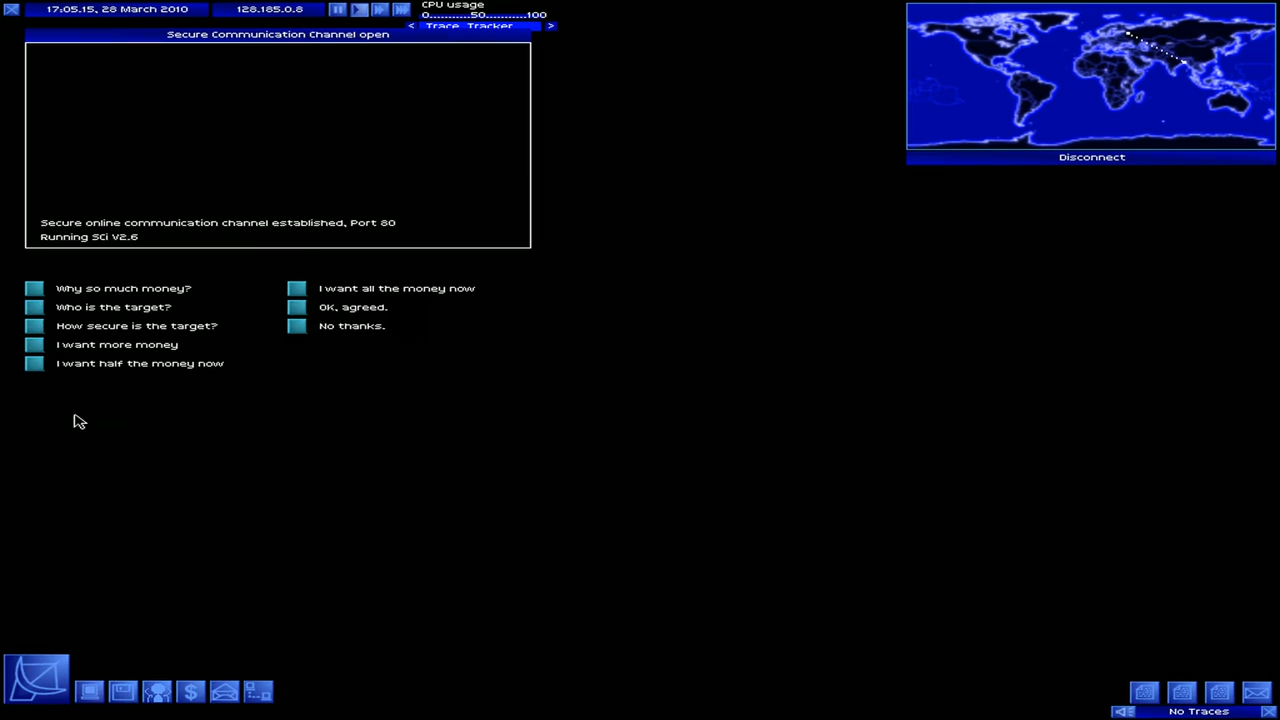 17:05.15, 28 March 2010
128.185.0.8
CPU usage
0..........50..........100
< Trace Tracker >
Secure Communication Channel open
Disconnect
Secure online communication channel established, Port 80
Running SCi V2.6
Why so much money?
Who is the target?
How secure is the target?
I want more money
I want half the money now
I want all the money now
OK, agreed.
No thanks.
$
No Traces